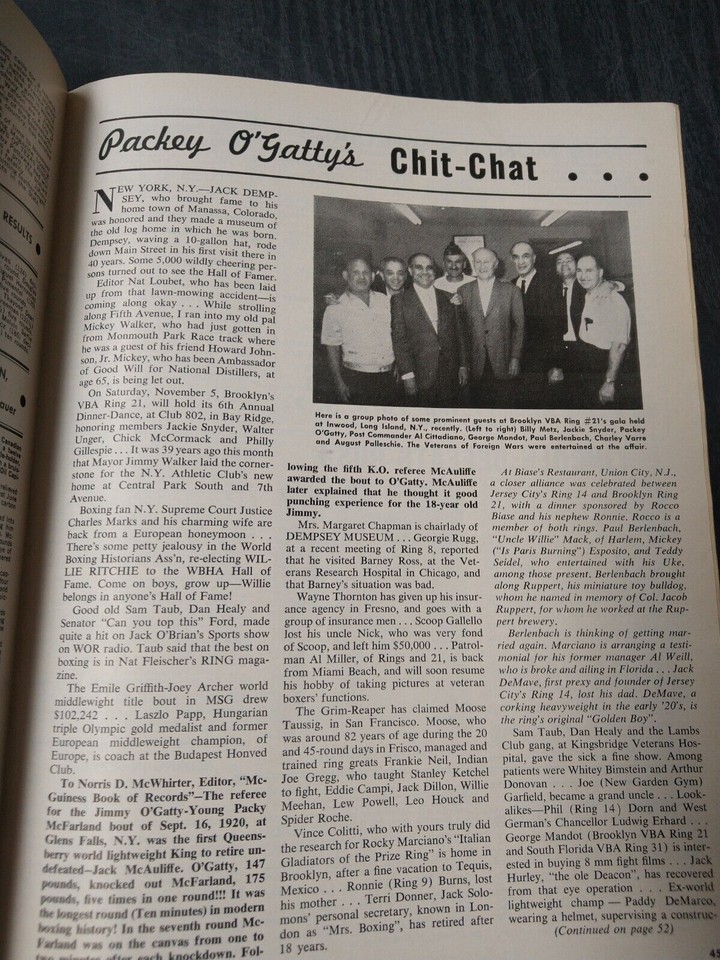 RESULTS
Packey O'Gatty's Chit-Chat . . .
NEW YORK, N.Y.—JACK DEMP-
SEY, who brought fame to his
home town of Manassa, Colorado,
was honored and they made a museum of
the old log home in which he was born.
Dempsey, waving a 10-gallon hat, rode
down Main Street in his first visit there in
40 years. Some 5,000 wildly cheering per-
sons turned out to see the Hall of Famer.
Editor Nat Loubet, who has been laid
up from that lawn-mowing accident—is
coming along okay . . . While strolling
along Fifth Avenue, I ran into my old pal
Mickey Walker, who had just gotten in
from Monmouth Park Race track where
he was a guest of his friend Howard John-
son, Jr. Mickey, who has been Ambassador
of Good Will for National Distillers, at
age 65, is being let out.
On Saturday, November 5, Brooklyn's
VBA Ring 21, will hold its 6th Annual
Dinner-Dance, at Club 802, in Bay Ridge,
honoring members Jackie Snyder, Walter
Unger, Chick McCormack and Philly
Gillespie . . . It was 39 years ago this month
that Mayor Jimmy Walker laid the corner-
stone for the N.Y. Athletic Club's new
home at Central Park South and 7th
Avenue.
Boxing fan N.Y. Supreme Court Justice
Charles Marks and his charming wife are
back from a European honeymoon . . .
There's some petty jealousy in the World
Boxing Historians Ass'n, re-electing WIL-
LIE RITCHIE to the WBHA Hall of
Fame. Come on boys, grow up—Willie
belongs in anyone's Hall of Fame!
Good old Sam Taub, Dan Healy and
Senator "Can you top this" Ford, made
quite a hit on Jack O'Brian's Sports show
on WOR radio. Taub said that the best on
boxing is in Nat Fleischer's RING maga-
zine.
The Emile Griffith-Joey Archer world
middlewight title bout in MSG drew
$102,242 . . . Laszlo Papp, Hungarian
triple Olympic gold medalist and former
European middleweight champion, of
Europe, is coach at the Budapest Honved
Club.
To Norris D. McWhirter, Editor, "Mc-
Guiness Book of Records"–The referee
for the Jimmy O'Gatty-Young Packy
McFarland bout of Sept. 16, 1920, at
Glens Falls, N.Y. was the first Queens-
berry world lightweight King to retire un-
defeated–Jack McAuliffe. O'Gatty, 147
pounds, knocked out McFarland, 175
pounds, five times in one round!!! It was
the longest round (Ten minutes) in modern
boxing history! In the seventh round Mc-
Farland was on the canvas from one to
two minutes after each knockdown. Fol-
Here is a group photo of some prominent guests at Brooklyn VBA Ring #21's gala held
at Inwood, Long Island, N.Y., recently. (Left to right) Billy Metz, Jackie Snyder, Packey
O'Gatty, Post Commander Al Cittadiano, George Mandot, Paul Berlenbach, Charley Varre
and August Palleschie. The Veterans of Foreign Wars were entertained at the affair.
lowing the fifth K.O. referee McAuliffe
awarded the bout to O'Gatty. McAuliffe
later explained that he thought it good
punching experience for the 18-year old
Jimmy.
Mrs. Margaret Chapman is chairlady of
DEMPSEY MUSEUM . . . Georgie Rugg,
at a recent meeting of Ring 8, reported
that he visited Barney Ross, at the Vet-
erans Research Hospital in Chicago, and
that Barney's situation was bad.
Wayne Thornton has given up his insur-
ance agency in Fresno, and goes with a
group of insurance men . . . Scoop Gallello
lost his uncle Nick, who was very fond
of Scoop, and left him $50,000 . . . Patrol-
man Al Miller, of Rings and 21, is back
from Miami Beach, and will soon resume
his hobby of taking pictures at veteran
boxers' functions.
The Grim-Reaper has claimed Moose
Taussig, in San Francisco. Moose, who
was around 82 years of age during the 20
and 45-round days in Frisco, managed and
trained ring greats Frankie Neil, Indian
Joe Gregg, who taught Stanley Ketchel
to fight, Eddie Campi, Jack Dillon, Willie
Meehan, Lew Powell, Leo Houck and
Spider Roche.
Vince Colitti, who with yours truly did
the research for Rocky Marciano's "Italian
Gladiators of the Prize Ring" is home in
Brooklyn, after a fine vacation to Tequis,
Mexico . . . Ronnie (Ring 9) Burns, lost
his mother . . . Terri Donner, Jack Solo-
mons' personal secretary, known in Lon-
don as "Mrs. Boxing", has retired after
18 years.
At Biase's Restaurant, Union City, N.J.,
a closer alliance was celebrated between
Jersey City's Ring 14 and Brooklyn Ring
21, with a dinner sponsored by Rocco
Biase and his nephew Ronnie. Rocco is a
member of both rings. Paul Berlenbach,
"Uncle Willie" Mack, of Harlem, Mickey
("Is Paris Burning") Esposito, and Teddy
Seidel, who entertained with his Uke,
among those present. Berlenbach brought
along Ruppert, his miniature toy bulldog,
whom he named in memory of Col. Jacob
Ruppert, for whom he worked at the Rup-
pert brewery.
Berlenbach is thinking of getting mar-
ried again. Marciano is arranging a testi-
monial for his former manager Al Weill,
who is broke and ailing in Florida . . . Jack
DeMave, first prexy and founder of Jersey
City's Ring 14, lost his dad. DeMave, a
corking heavyweight in the early '20's, is
the ring's original "Golden Boy".
Sam Taub, Dan Healy and the Lambs
Club gang, at Kingsbridge Veterans Hos-
pital, gave the sick a fine show. Among
patients were Whitey Bimstein and Arthur
Donovan . . . Joe (New Garden Gym)
Garfield, became a grand uncle . . . Look-
alikes—Phil (Ring 14) Dorn and West
German's Chancellor Ludwig Erhard . . .
George Mandot (Brooklyn VBA Ring 21
and South Florida VBA Ring 31) is inter-
ested in buying 8 mm fight films . . . Jack
Hurley, "the ole Deacon", has recovered
from that eye operation . . . Ex-world
lightweight champ — Paddy DeMarco,
wearing a helmet, supervising a construc-
(Continued on page 52)